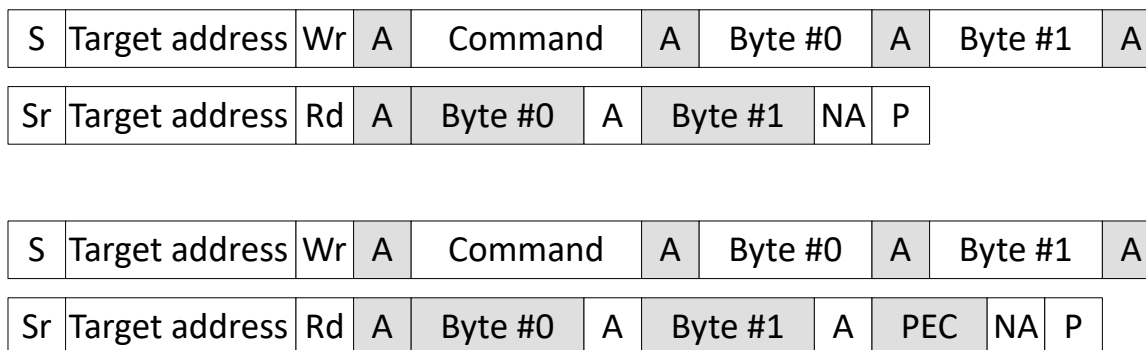 S Target address Wr A Command A Byte #0 A Byte #1 A
Sr Target address Rd A Byte #0 A Byte #1 NA P
S Target address Wr A Command A Byte #0 A Byte #1 A
Sr Target address Rd A Byte #0 A Byte #1 A PEC NA P